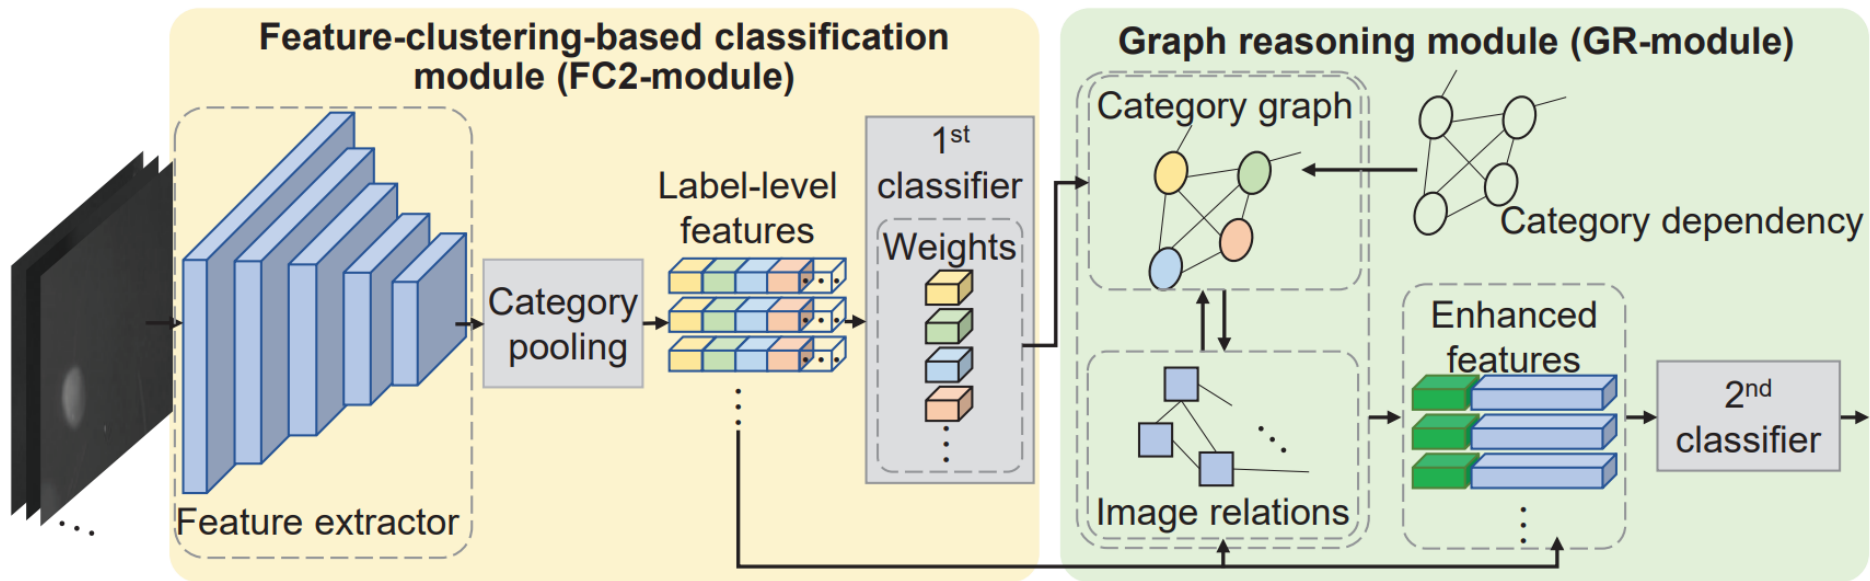 Feature-clustering-based classification
module (FC2-module)
Feature extractor
Category
pooling
Label-level
features
1st
classifier
Weights
Graph reasoning module (GR-module)
Category graph
Category dependency
Image relations
Enhanced
features
2nd
classifier